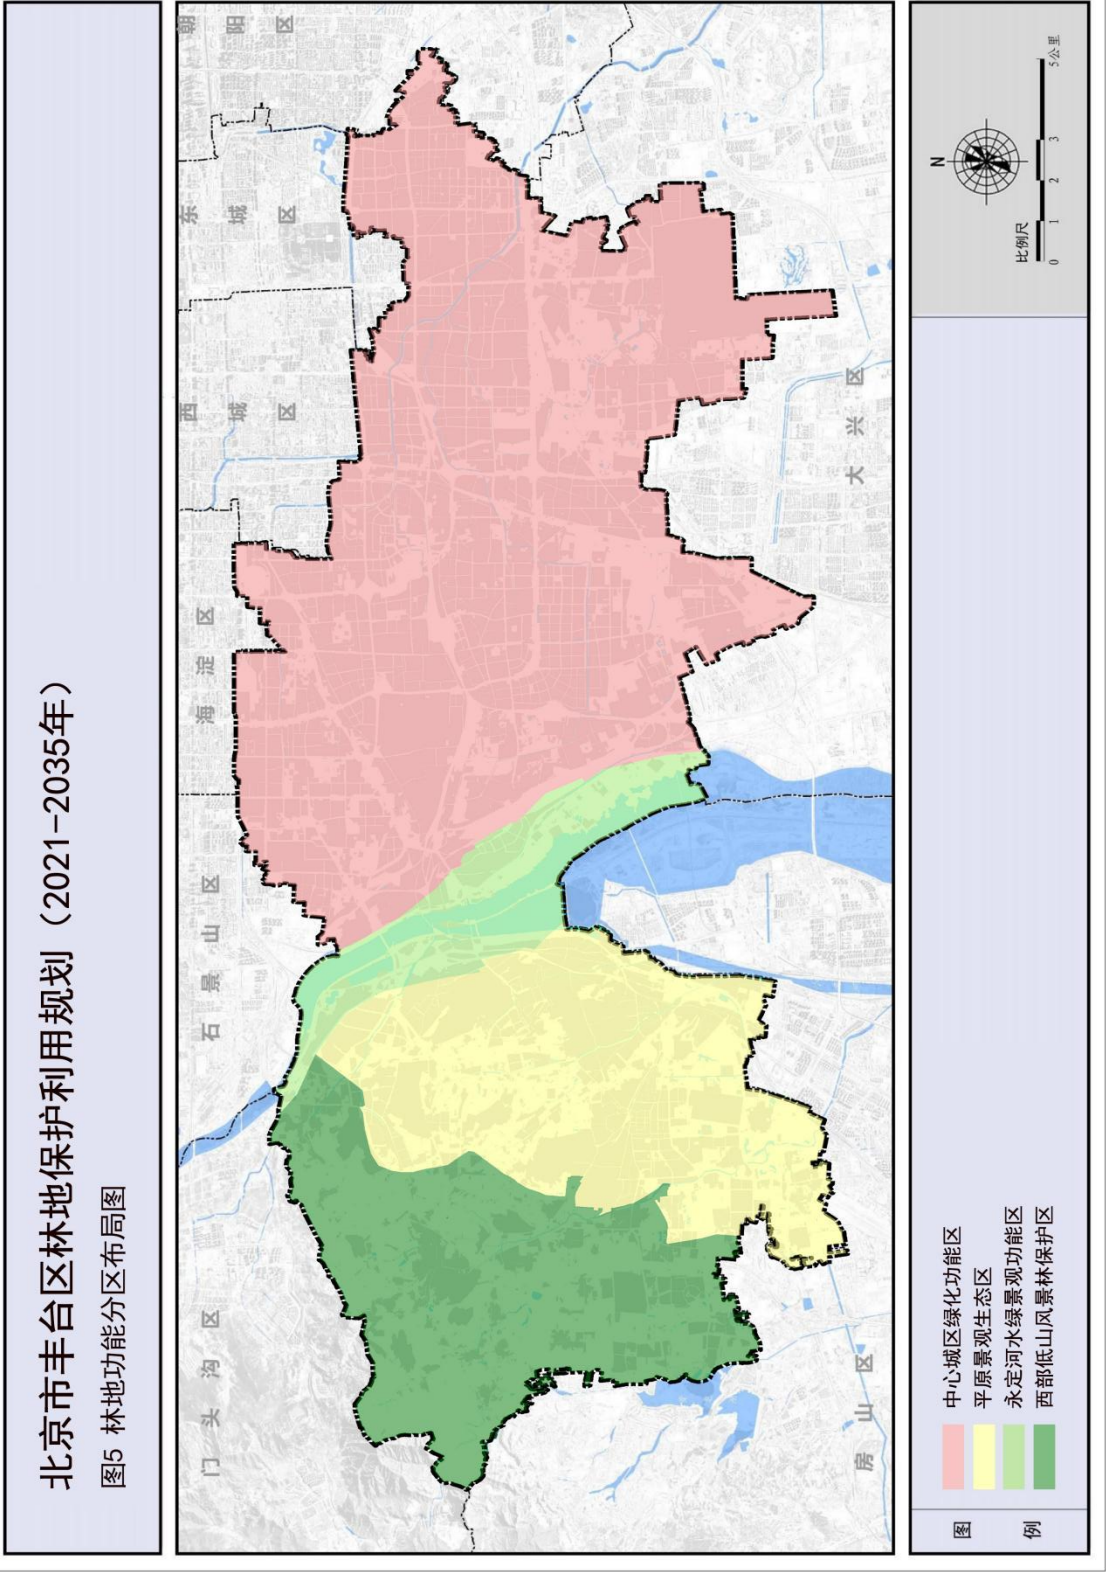 北京市丰台区林地保护利用规划（2021-2035年）
图5 林地功能分区布局图
门头沟区
石景山区
海淀区
西城区
东城区
朝阳区
房山区
大兴区
图例
中心城区绿化功能区
平原景观生态区
永定河水绿景观功能区
西部低山风景林保护区
N
比例尺
0 1 2 3 5公里